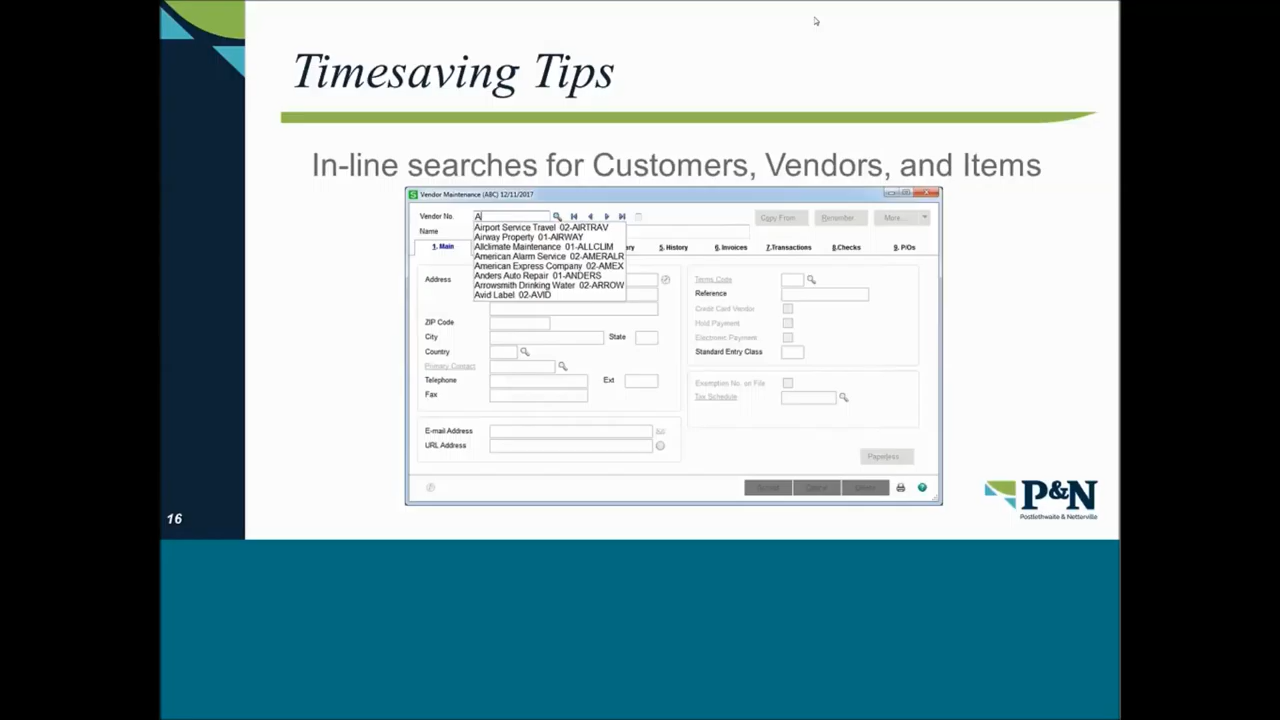 Timesaving Tips
In-line searches for Customers, Vendors, and Items
Vendor Maintenance (ABC) 12/11/2017
Vendor No. A
Copy From...
Renumber...
More...
Name
Airport Service Travel 02-AIRTRAV
Airway Property 01-AIRWAY
Allclimate Maintenance 01-ALLCLIM
American Alarm Service 02-AMERALR
American Express Company 02-AMEX
Anders Auto Repair 01-ANDERS
Arrowsmith Drinking Water 02-ARROW
Avid Label 02-AVID
1. Main
5. History
6. Invoices
7.Transactions
8.Checks
9. P/Os
Address
ZIP Code
City
State
Country
Primary Contact
Telephone
Ext
Fax
E-mail Address
URL Address
Terms Code
Reference
Credit Card Vendor
Hold Payment
Electronic Payment
Standard Entry Class
Exemption No. on File
Tax Schedule
Paperless...
16
P&N
Postlethwaite & Netterville